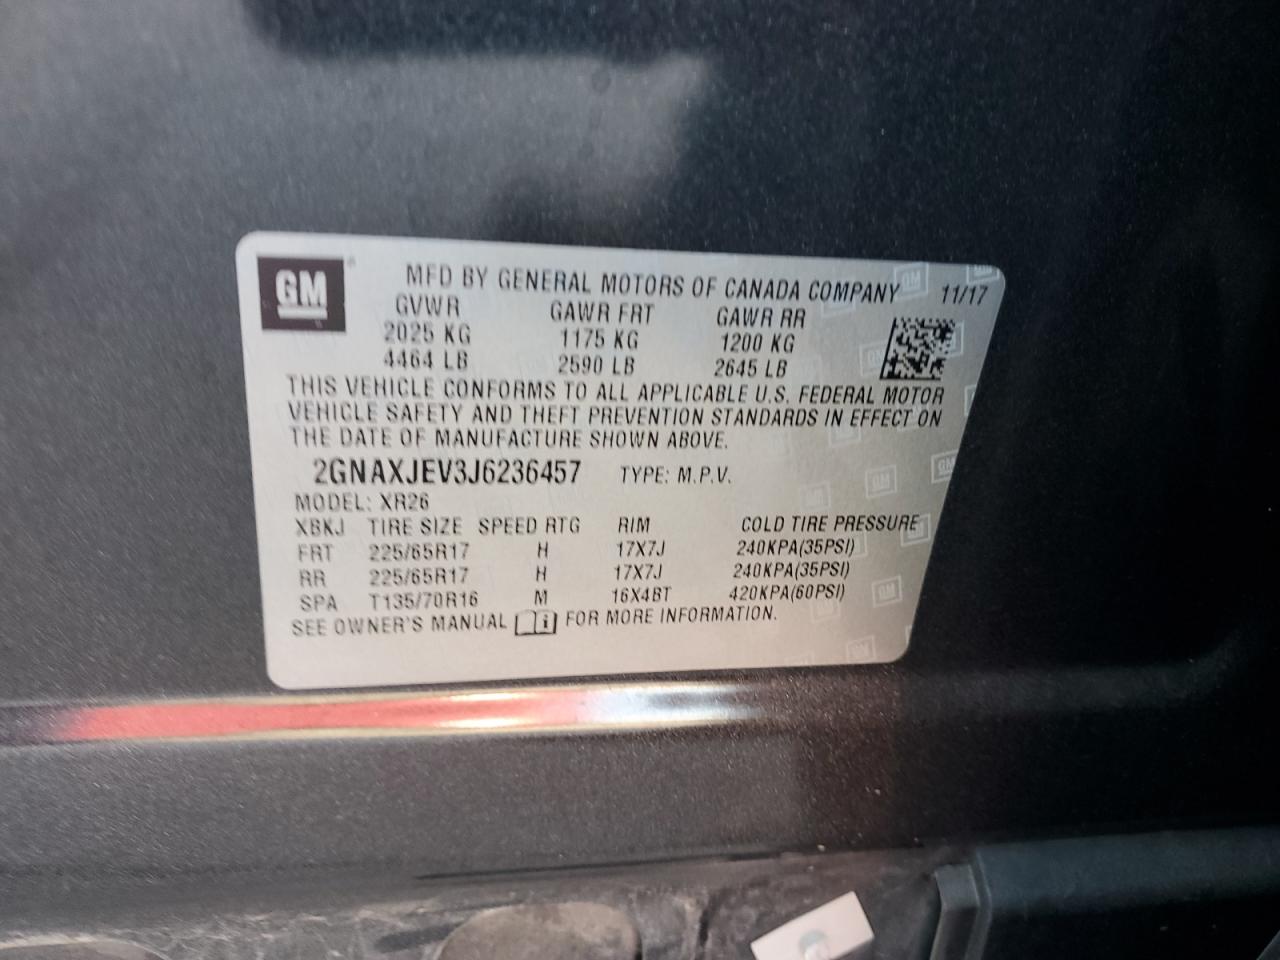 GM
MFD BY GENERAL MOTORS OF CANADA COMPANY 11/17
GVWR GAWR FRT GAWR RR
2025 KG 1175 KG 1200 KG
4464 LB 2590 LB 2645 LB
THIS VEHICLE CONFORMS TO ALL APPLICABLE U.S. FEDERAL MOTOR
VEHICLE SAFETY AND THEFT PREVENTION STANDARDS IN EFFECT ON
THE DATE OF MANUFACTURE SHOWN ABOVE.
2GNAXJEV3J6236457 TYPE: M.P.V.
MODEL: XR26
XBKJ TIRE SIZE SPEED RTG RIM COLD TIRE PRESSURE
FRT 225/65R17 H 17X7J 240KPA(35PSI)
RR 225/65R17 H 17X7J 240KPA(35PSI)
SPA T135/70R16 M 16X4BT 420KPA(60PSI)
SEE OWNER'S MANUAL i FOR MORE INFORMATION.